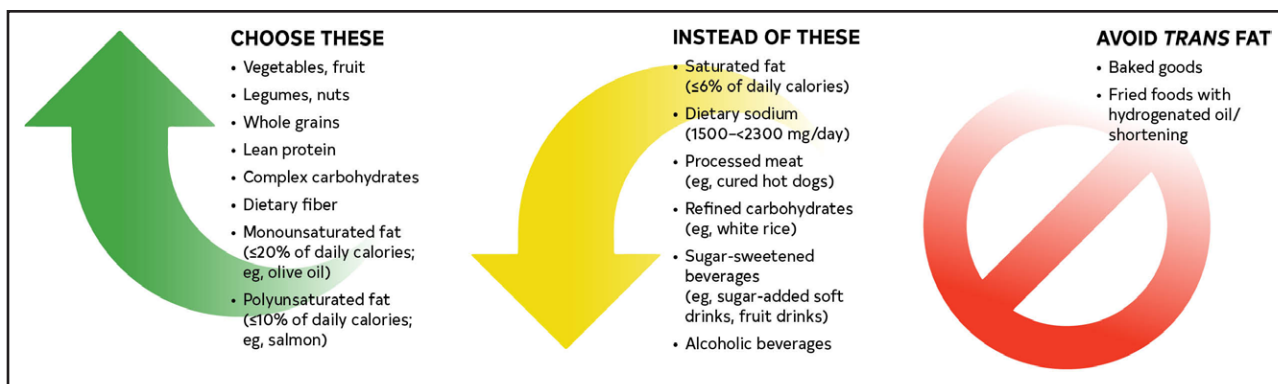 CHOOSE THESE
• Vegetables, fruit
• Legumes, nuts
• Whole grains
• Lean protein
• Complex carbohydrates
• Dietary fiber
• Monounsaturated fat
(≤20% of daily calories;
eg, olive oil)
• Polyunsaturated fat
(≤10% of daily calories;
eg, salmon)
INSTEAD OF THESE
• Saturated fat
(≤6% of daily calories)
• Dietary sodium
(1500–<2300 mg/day)
• Processed meat
(eg, cured hot dogs)
• Refined carbohydrates
(eg, white rice)
• Sugar-sweetened
beverages
(eg, sugar-added soft
drinks, fruit drinks)
• Alcoholic beverages
AVOID TRANS FAT
• Baked goods
• Fried foods with
hydrogenated oil/
shortening